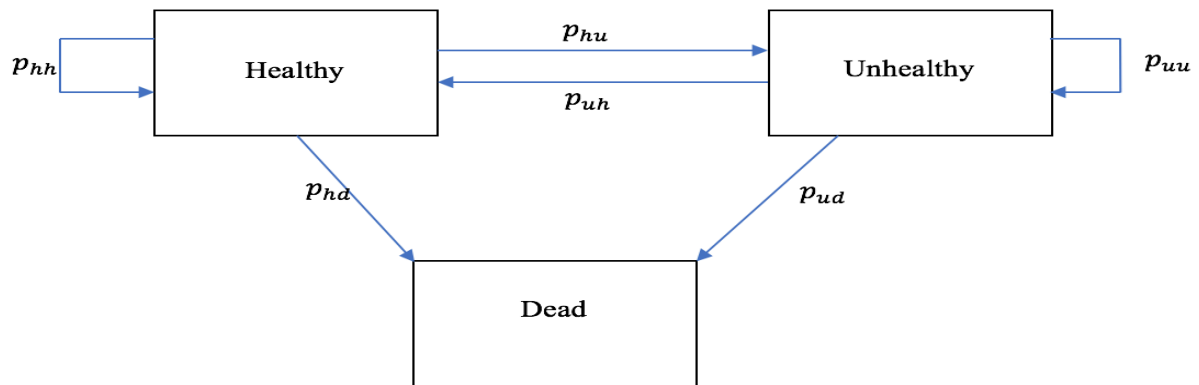 p_hu
Healthy
Unhealthy
p_hh
p_uu
p_uh
p_hd
p_ud
Dead